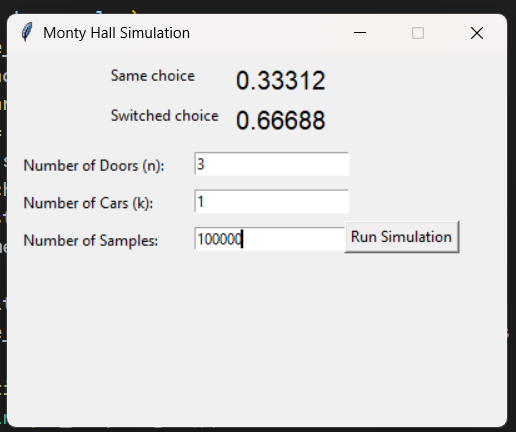 Monty Hall Simulation
Same choice 0.33312
Switched choice 0.66688
Number of Doors (n): 3
Number of Cars (k): 1
Number of Samples: 100000 Run Simulation